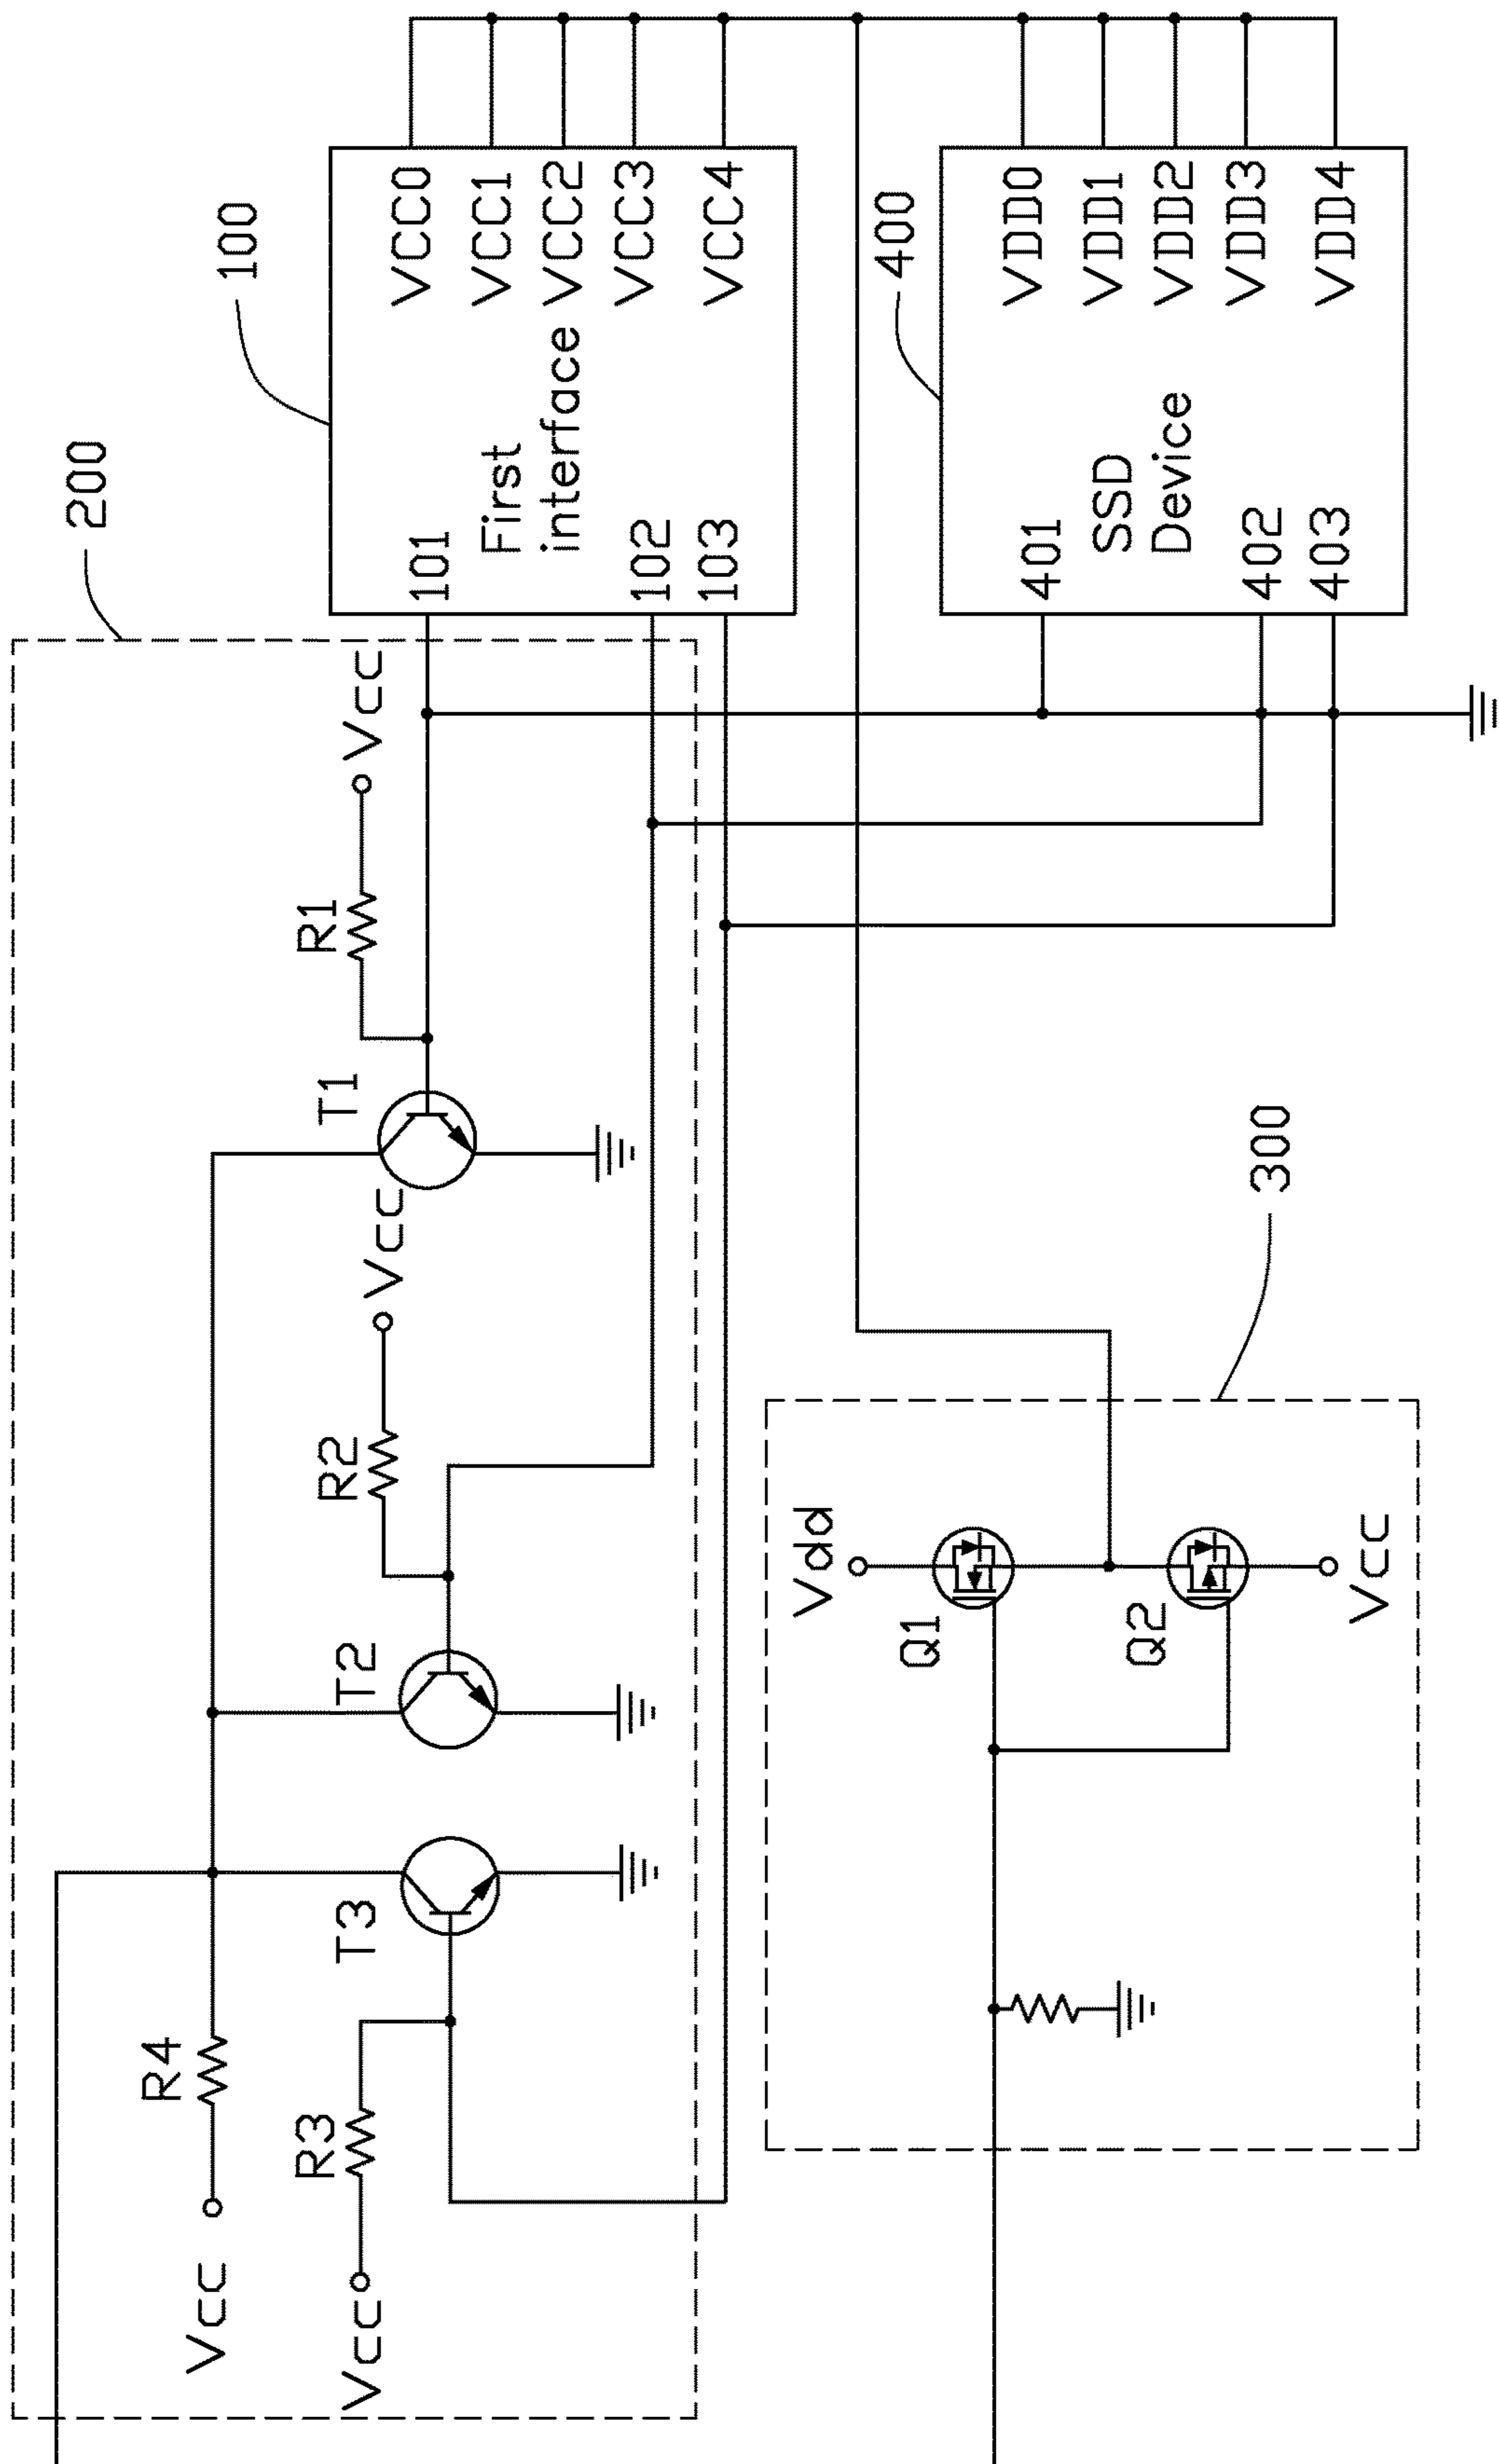 200
Vcc
R4
Vcc
R3
T3
T2
R2
Vcc
T1
R1
Vcc
100
101
102
103
First
interface
VCC0
VCC1
VCC2
VCC3
VCC4
300
Vdd
Q1
Q2
Vcc
400
401
402
403
SSD
Device
VDD0
VDD1
VDD2
VDD3
VDD4